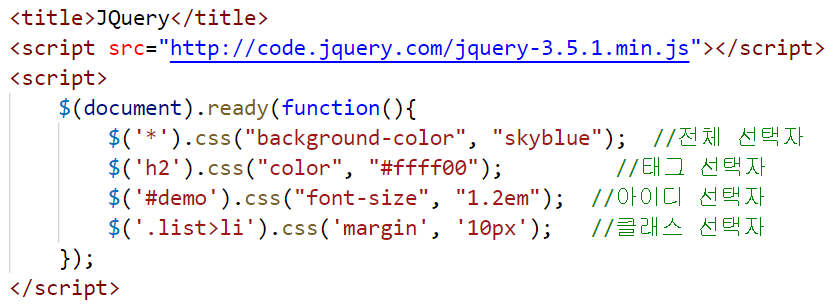 <title>JQuery</title>
<script src="http://code.jquery.com/jquery-3.5.1.min.js"></script>
<script>
    $(document).ready(function(){
        $('*').css("background-color", "skyblue");  //전체 선택자
        $('h2').css("color", "#ffff00");         //태그 선택자
        $('#demo').css("font-size", "1.2em");  //아이디 선택자
        $('.list>li').css('margin', '10px');   //클래스 선택자
    });
</script>